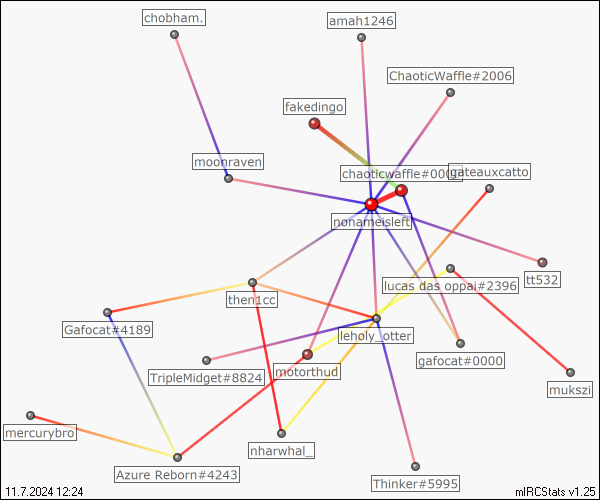 chobham.
amah1246
ChaoticWaffle#2006
fakedingo
moonraven
chaoticwaffle#0
gateauxcatto
nonameisleft
tt532
lucas das oppai#2396
then1cc
Gafocat#4189
leholy_otter
gafocat#0000
TripleMidget#8824
motorthud
mukszi
mercurybro
nharwhal_
Azure Reborn#4243
Thinker#5995
11.7.2024 12:24
mIRCStats v1.25